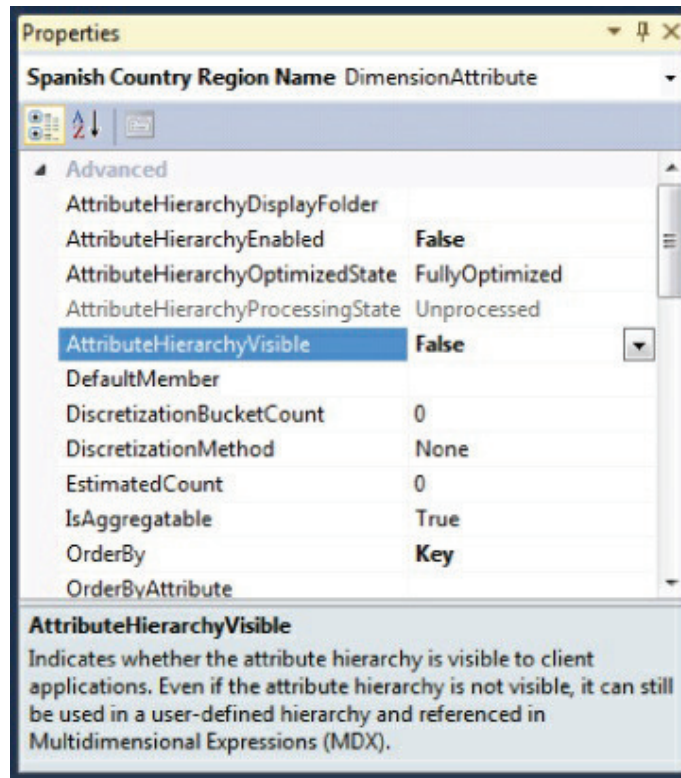 Properties
Spanish Country Region Name DimensionAttribute
Advanced
AttributeHierarchyDisplayFolder
AttributeHierarchyEnabled False
AttributeHierarchyOptimizedState FullyOptimized
AttributeHierarchyProcessingState Unprocessed
AttributeHierarchyVisible False
DefaultMember
DiscretizationBucketCount 0
DiscretizationMethod None
EstimatedCount 0
IsAggregatable True
OrderBy Key
OrderByAttribute
AttributeHierarchyVisible
Indicates whether the attribute hierarchy is visible to client
applications. Even if the attribute hierarchy is not visible, it can still
be used in a user-defined hierarchy and referenced in
Multidimensional Expressions (MDX).